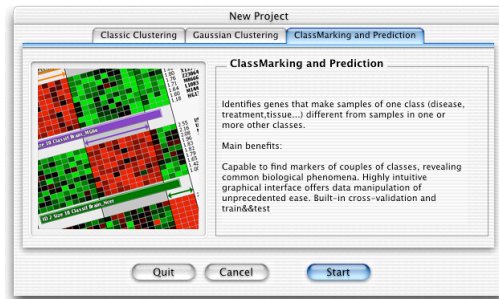 New Project
Classic Clustering
Gaussian Clustering
ClassMarking and Prediction
ClassMarking and Prediction
Identifies genes that make samples of one class (disease,
treatment,tissue...) different from samples in one or
more other classes.
Main benefits:
Capable to find markers of couples of classes, revealing
common biological phenomena. Highly intuitive
graphical interface offers data manipulation of
unprecedented ease. Built-in cross-validation and
train&&test
Quit
Cancel
Start